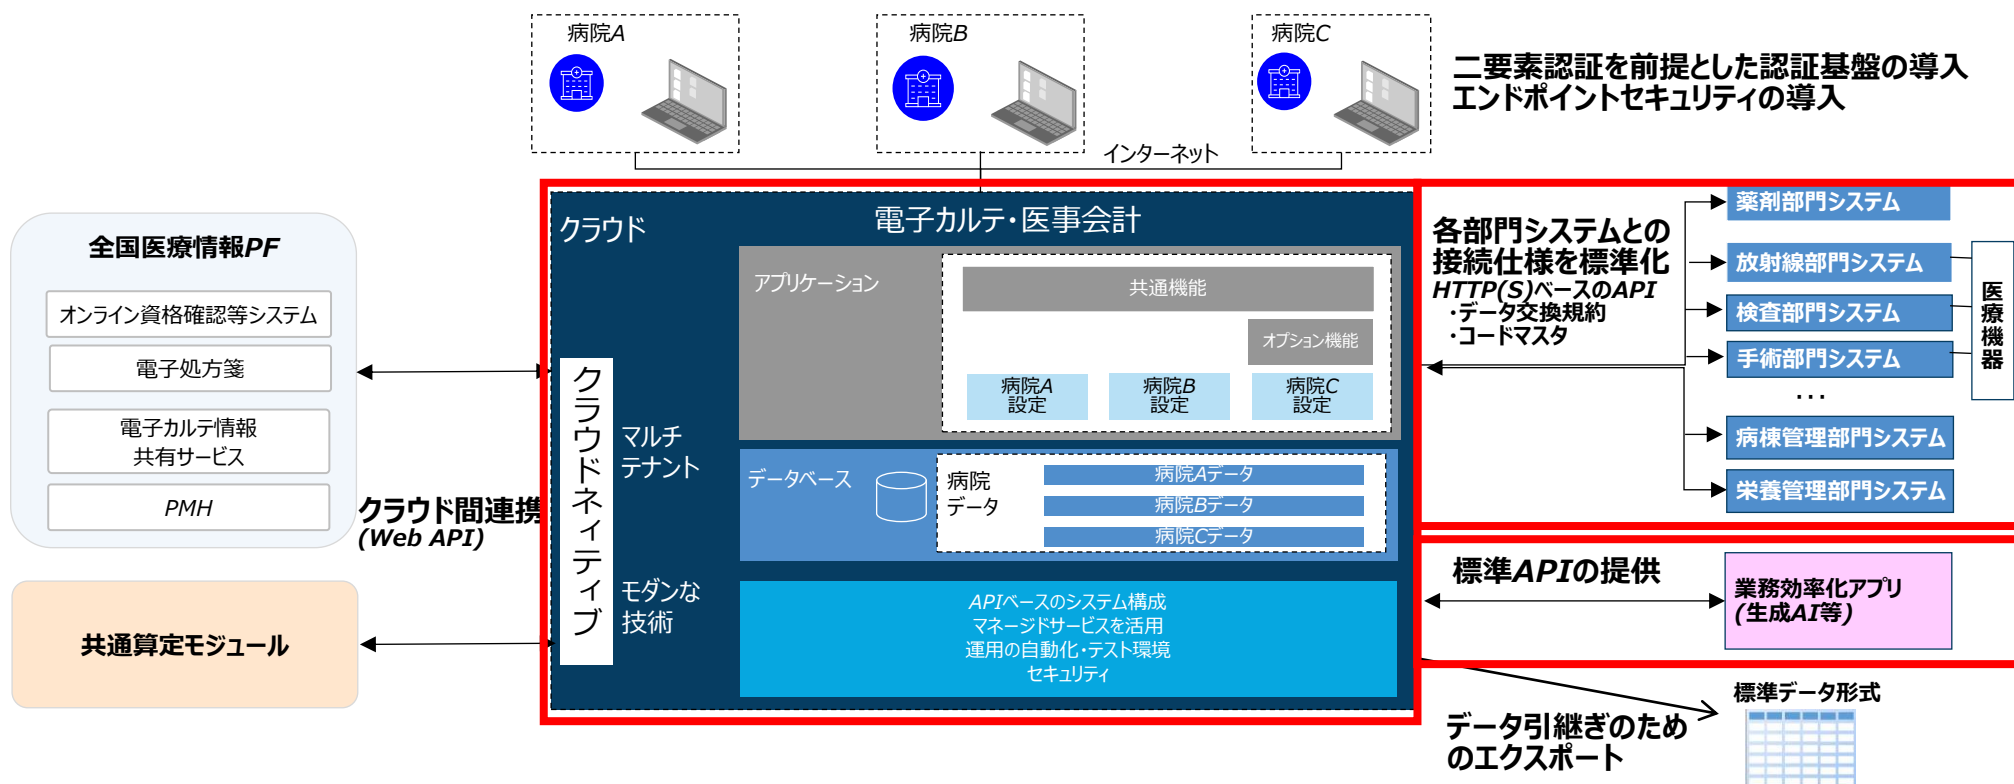 病院A
病院B
病院C
二要素認証を前提とした認証基盤の導入
エンドポイントセキュリティの導入
インターネット
全国医療情報PF
オンライン資格確認等システム
電子処方箋
電子カルテ情報
共有サービス
PMH
クラウド間連携
(Web API)
共通算定モジュール
クラウド
電子カルテ・医事会計
クラウドネィティブ
マルチ
テナント
モダンな
技術
アプリケーション
共通機能
オプション機能
病院A
設定
病院B
設定
病院C
設定
データベース
病院
データ
病院Aデータ
病院Bデータ
病院Cデータ
APIベースのシステム構成
マネージドサービスを活用
運用の自動化・テスト環境
セキュリティ
各部門システムとの
接続仕様を標準化
HTTP(S)ベースのAPI
・データ交換規約
・コードマスタ
薬剤部門システム
放射線部門システム
検査部門システム
手術部門システム
...
病棟管理部門システム
栄養管理部門システム
医療機器
標準APIの提供
業務効率化アプリ
(生成AI等)
標準データ形式
データ引継ぎのため
のエクスポート